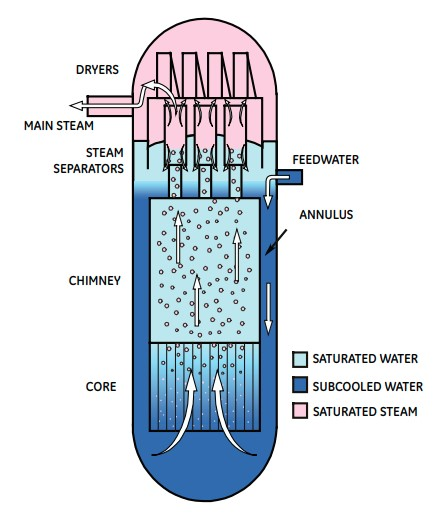 DRYERS
MAIN STEAM
STEAM
SEPARATORS
FEEDWATER
ANNULUS
CHIMNEY
CORE
SATURATED WATER
SUBCOOLED WATER
SATURATED STEAM